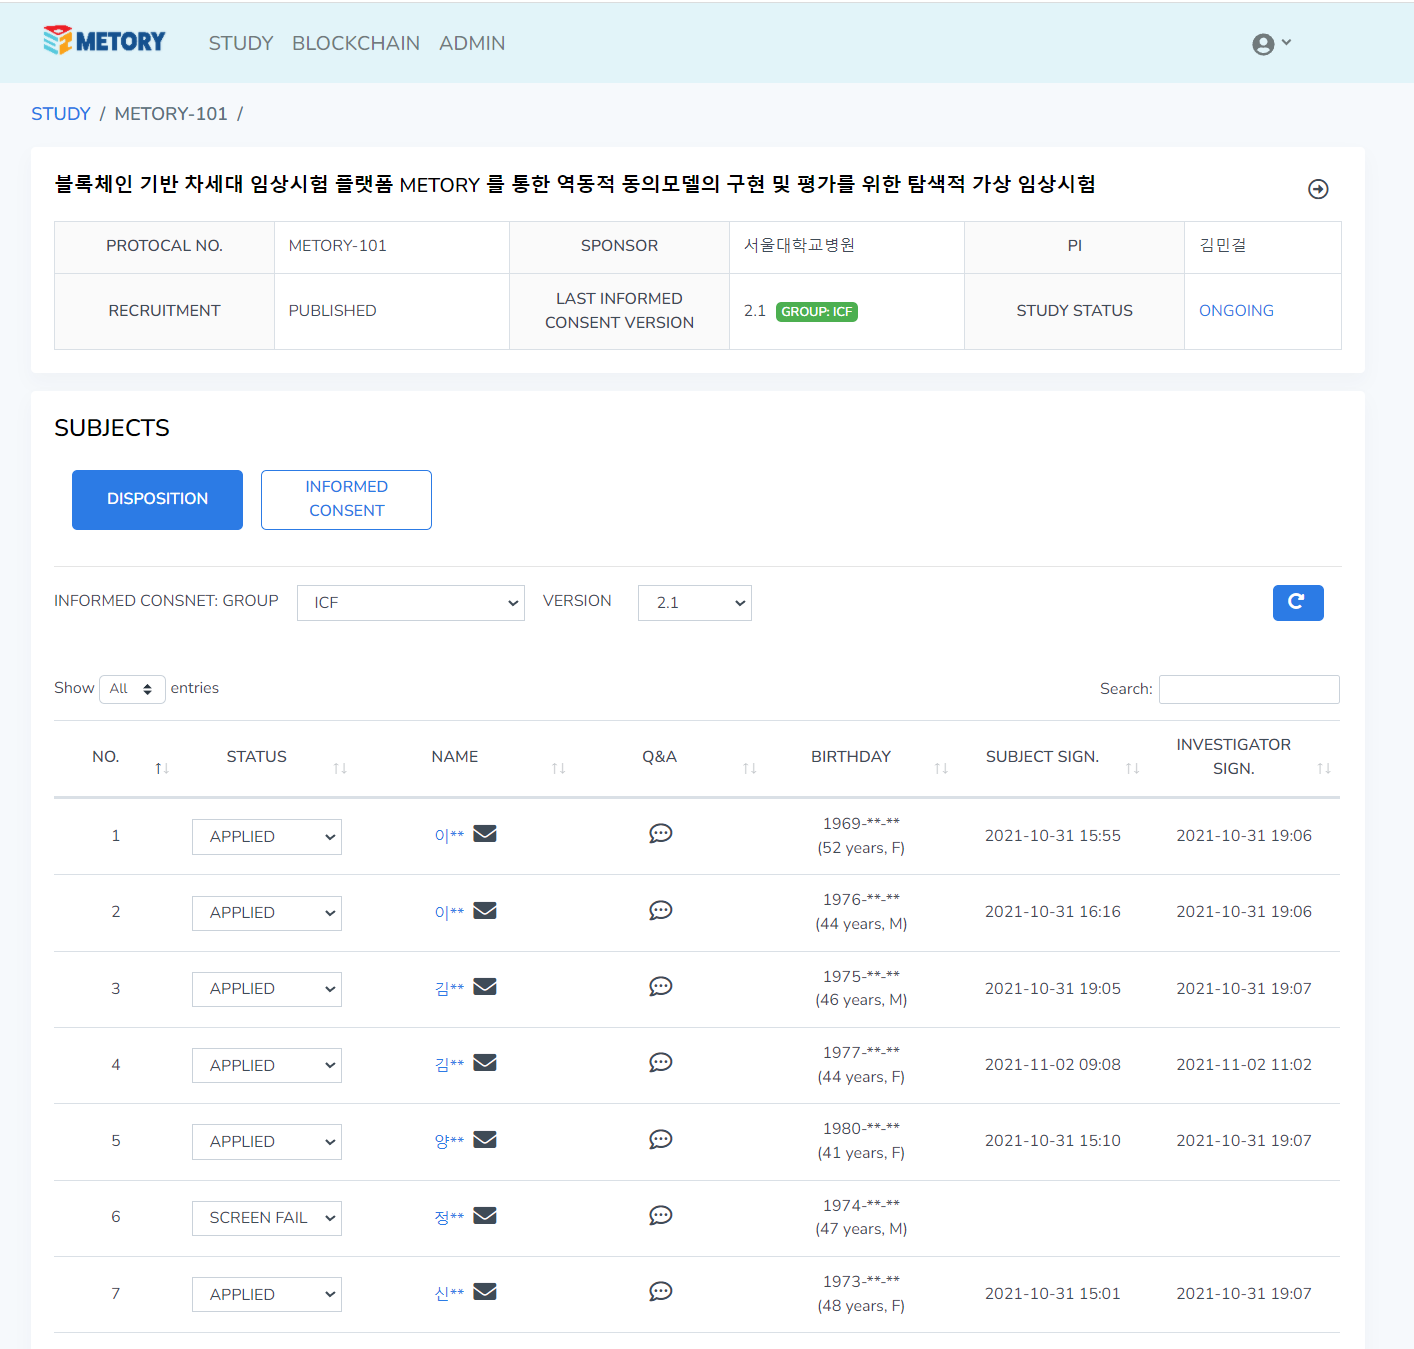 METORY STUDY BLOCKCHAIN ADMIN
STUDY / METORY-101 /
블록체인 기반 차세대 임상시험 플랫폼 METORY 를 통한 역동적 동의모델의 구현 및 평가를 위한 탐색적 가상 임상시험
PROTOCAL NO. METORY-101 SPONSOR 서울대학교병원 PI 김민걸
RECRUITMENT PUBLISHED LAST INFORMED CONSENT VERSION 2.1 GROUP: ICF STUDY STATUS ONGOING
SUBJECTS
DISPOSITION INFORMED CONSENT
INFORMED CONSNET: GROUP ICF VERSION 2.1
Show All entries Search:
NO. STATUS NAME Q&A BIRTHDAY SUBJECT SIGN. INVESTIGATOR SIGN.
1 APPLIED 이** 1969-**-** (52 years, F) 2021-10-31 15:55 2021-10-31 19:06
2 APPLIED 이** 1976-**-** (44 years, M) 2021-10-31 16:16 2021-10-31 19:06
3 APPLIED 김** 1975-**-** (46 years, M) 2021-10-31 19:05 2021-10-31 19:07
4 APPLIED 김** 1977-**-** (44 years, F) 2021-11-02 09:08 2021-11-02 11:02
5 APPLIED 양** 1980-**-** (41 years, F) 2021-10-31 15:10 2021-10-31 19:07
6 SCREEN FAIL 정** 1974-**-** (47 years, M)
7 APPLIED 신** 1973-**-** (48 years, F) 2021-10-31 15:01 2021-10-31 19:07